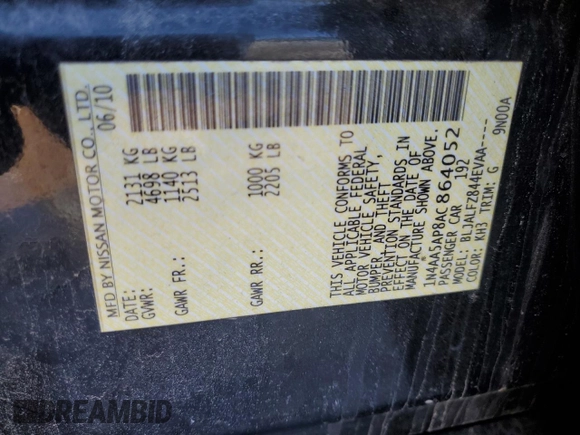 MFD BY NISSAN MOTOR CO., LTD.
DATE: 06/10
GVWR: 2131 KG
4698 LB
GAWR FR.: 1140 KG
2513 LB
GAWR RR.: 1000 KG
2205 LB
THIS VEHICLE CONFORMS TO
ALL APPLICABLE FEDERAL
MOTOR VEHICLE SAFETY,
BUMPER, AND THEFT
PREVENTION STANDARDS IN
EFFECT ON THE DATE OF
MANUFACTURE SHOWN ABOVE.
1N4AA5AP8AC864052
PASSENGER CAR 192
MODEL: BLJALFZ844EVAA----
COLOR: KH3 TRIM: G 9N00A
DREAMBID